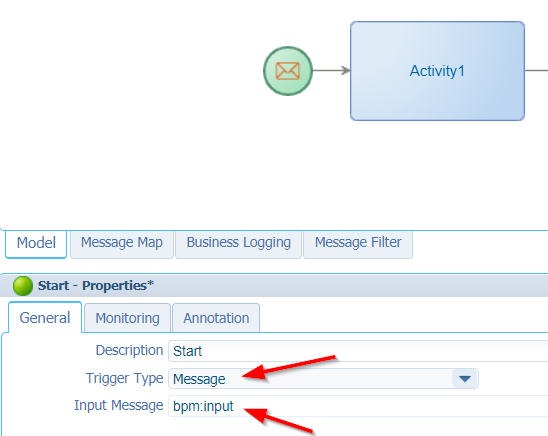 Activity1
Model Message Map Business Logging Message Filter
Start - Properties*
General Monitoring Annotation
Description Start
Trigger Type Message
Input Message bpm:input